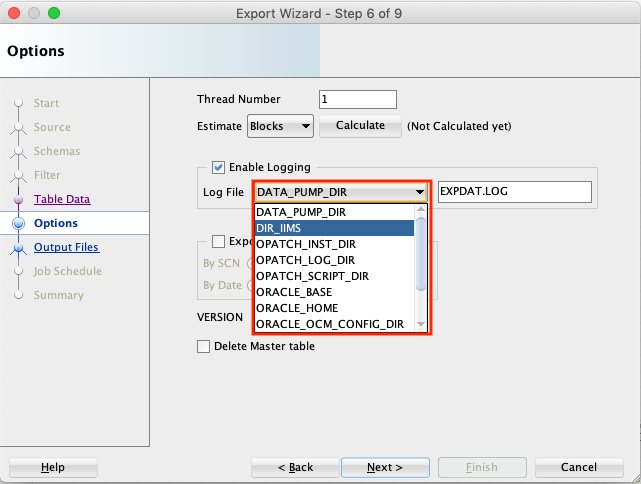 Export Wizard - Step 6 of 9
Options
Start
Source
Schemas
Filter
Table Data
Options
Output Files
Job Schedule
Summary
Thread Number 1
Estimate Blocks Calculate (Not Calculated yet)
Enable Logging
Log File DATA_PUMP_DIR EXPDAT.LOG
DATA_PUMP_DIR
DIR_IIMS
OPATCH_INST_DIR
OPATCH_LOG_DIR
OPATCH_SCRIPT_DIR
ORACLE_BASE
ORACLE_HOME
ORACLE_OCM_CONFIG_DIR
Expo
By SCN
By Date
VERSION
Delete Master table
Help < Back Next > Finish Cancel